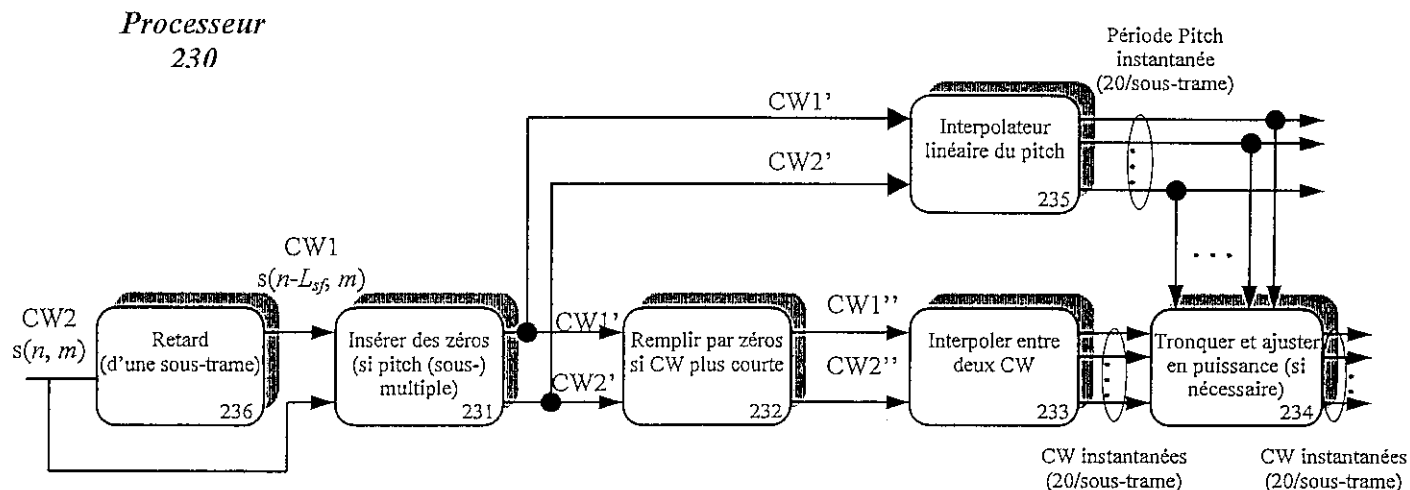 Processeur
230
Période Pitch
instantanée
(20/sous-trame)
CW1’
CW2’
Interpolateur
linéaire du pitch
235
CW1
s(n-Lsf, m)
CW2
s(n, m)
Retard
(d’une sous-trame)
236
Insérer des zéros
(si pitch (sous-)
multiple)
231
CW1’
CW2’
Remplir par zéros
si CW plus courte
232
CW1’’
CW2’’
Interpoler entre
deux CW
233
...
Tronquer et ajuster
en puissance (si
nécessaire)
234
CW instantanées
(20/sous-trame)
CW instantanées
(20/sous-trame)